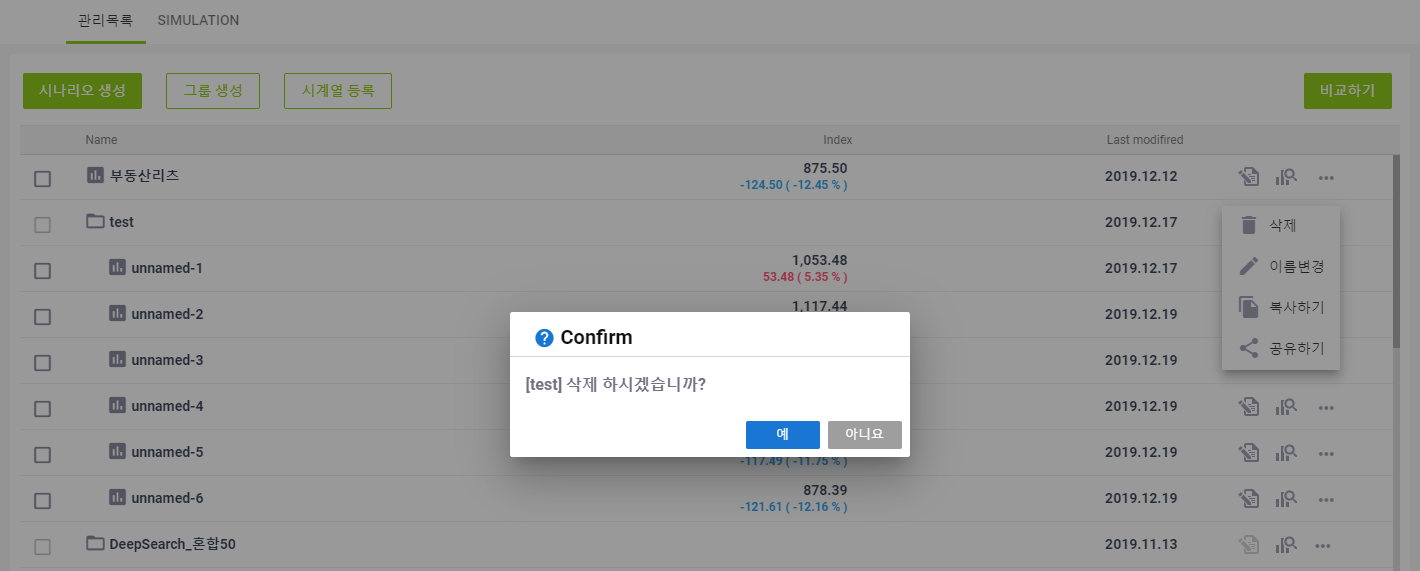 관리목록 SIMULATION
시나리오 생성 그룹 생성 시계열 등록 비교하기
Name Index Last modifired
부동산리츠 875.50 2019.12.12
-124.50 ( -12.45 % )
test 2019.12.17
삭제
unnamed-1 1,053.48 2019.12.17
53.48 ( 5.35 % )
이름변경
unnamed-2 1,117.44 2019.12.19
복사하기
Confirm
unnamed-3 2019.12.19
공유하기
[test] 삭제 하시겠습니까?
unnamed-4 2019.12.19
예 아니요
unnamed-5 2019.12.19
-117.49 ( -11.75 % )
unnamed-6 878.39 2019.12.19
-121.61 ( -12.16 % )
DeepSearch_혼합50 2019.11.13